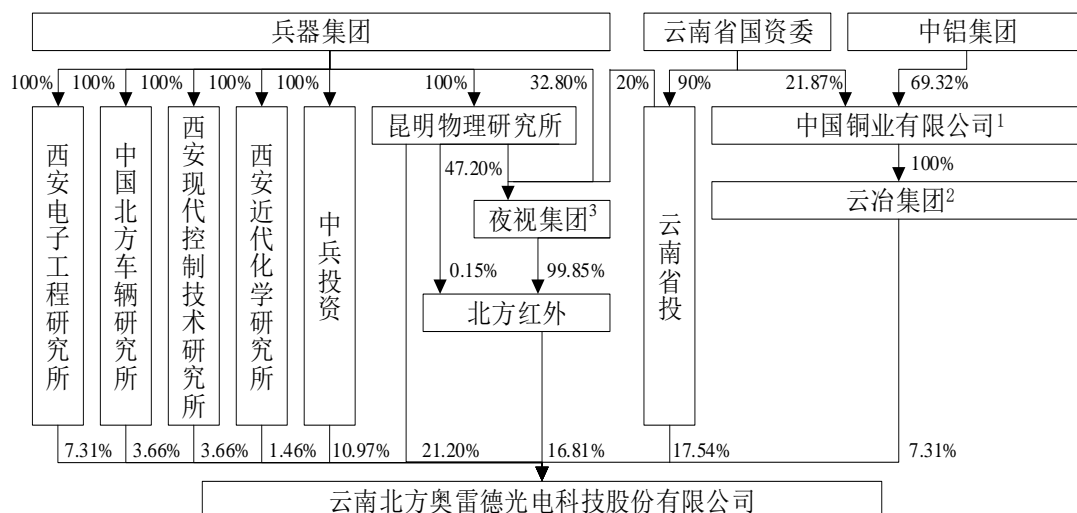 兵器集团
云南省国资委
中铝集团
100%
100%
100%
100%
100%
100%
32.80%
20%
90%
21.87%
69.32%
西安电子工程研究所
中国北方车辆研究所
西安现代控制技术研究所
西安近代化学研究所
中兵投资
昆明物理研究所
云南省投
中国铜业有限公司1
47.20%
100%
夜视集团3
云冶集团2
0.15%
99.85%
北方红外
7.31%
3.66%
3.66%
1.46%
10.97%
21.20%
16.81%
17.54%
7.31%
云南北方奥雷德光电科技股份有限公司